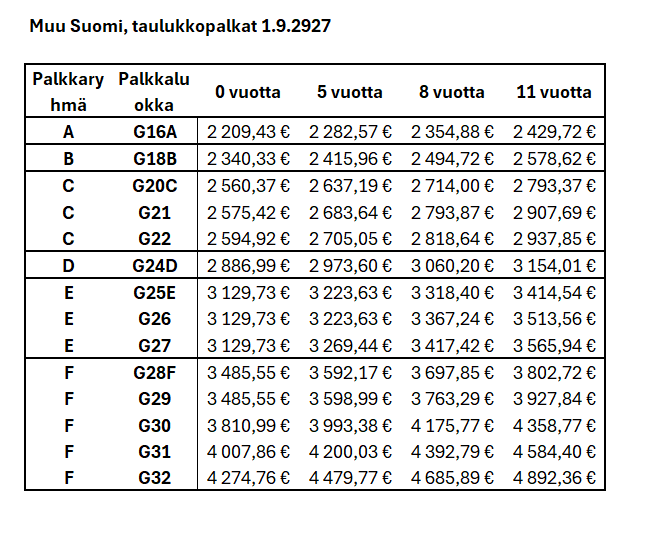 Muu Suomi, taulukkopalkat 1.9.2927
Palkkary Palkkalu
hmä okka 0 vuotta 5 vuotta 8 vuotta 11 vuotta
A G16A 2 209,43 € 2 282,57 € 2 354,88 € 2 429,72 €
B G18B 2 340,33 € 2 415,96 € 2 494,72 € 2 578,62 €
C G20C 2 560,37 € 2 637,19 € 2 714,00 € 2 793,37 €
C G21 2 575,42 € 2 683,64 € 2 793,87 € 2 907,69 €
C G22 2 594,92 € 2 705,05 € 2 818,64 € 2 937,85 €
D G24D 2 886,99 € 2 973,60 € 3 060,20 € 3 154,01 €
E G25E 3 129,73 € 3 223,63 € 3 318,40 € 3 414,54 €
E G26 3 129,73 € 3 223,63 € 3 367,24 € 3 513,56 €
E G27 3 129,73 € 3 269,44 € 3 417,42 € 3 565,94 €
F G28F 3 485,55 € 3 592,17 € 3 697,85 € 3 802,72 €
F G29 3 485,55 € 3 598,99 € 3 763,29 € 3 927,84 €
F G30 3 810,99 € 3 993,38 € 4 175,77 € 4 358,77 €
F G31 4 007,86 € 4 200,03 € 4 392,79 € 4 584,40 €
F G32 4 274,76 € 4 479,77 € 4 685,89 € 4 892,36 €